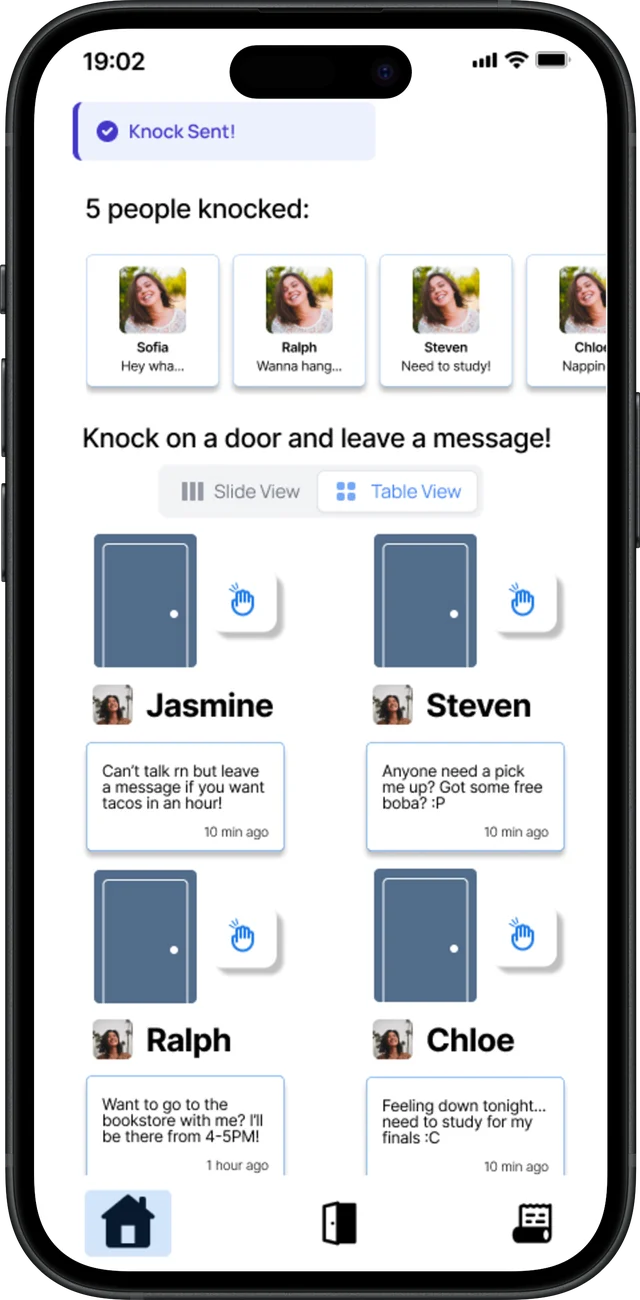 19:02
Knock Sent!
5 people knocked:
Sofia
Hey wha...
Ralph
Wanna hang...
Steven
Need to study!
Chloe
Nappin
Knock on a door and leave a message!
Slide View
Table View
Jasmine
Can't talk rn but leave
a message if you want
tacos in an hour!
10 min ago
Steven
Anyone need a pick
me up? Got some free
boba? :P
10 min ago
Ralph
Want to go to the
bookstore with me? I'll
be there from 4-5PM!
1 hour ago
Chloe
Feeling down tonight...
need to study for my
finals :C
10 min ago